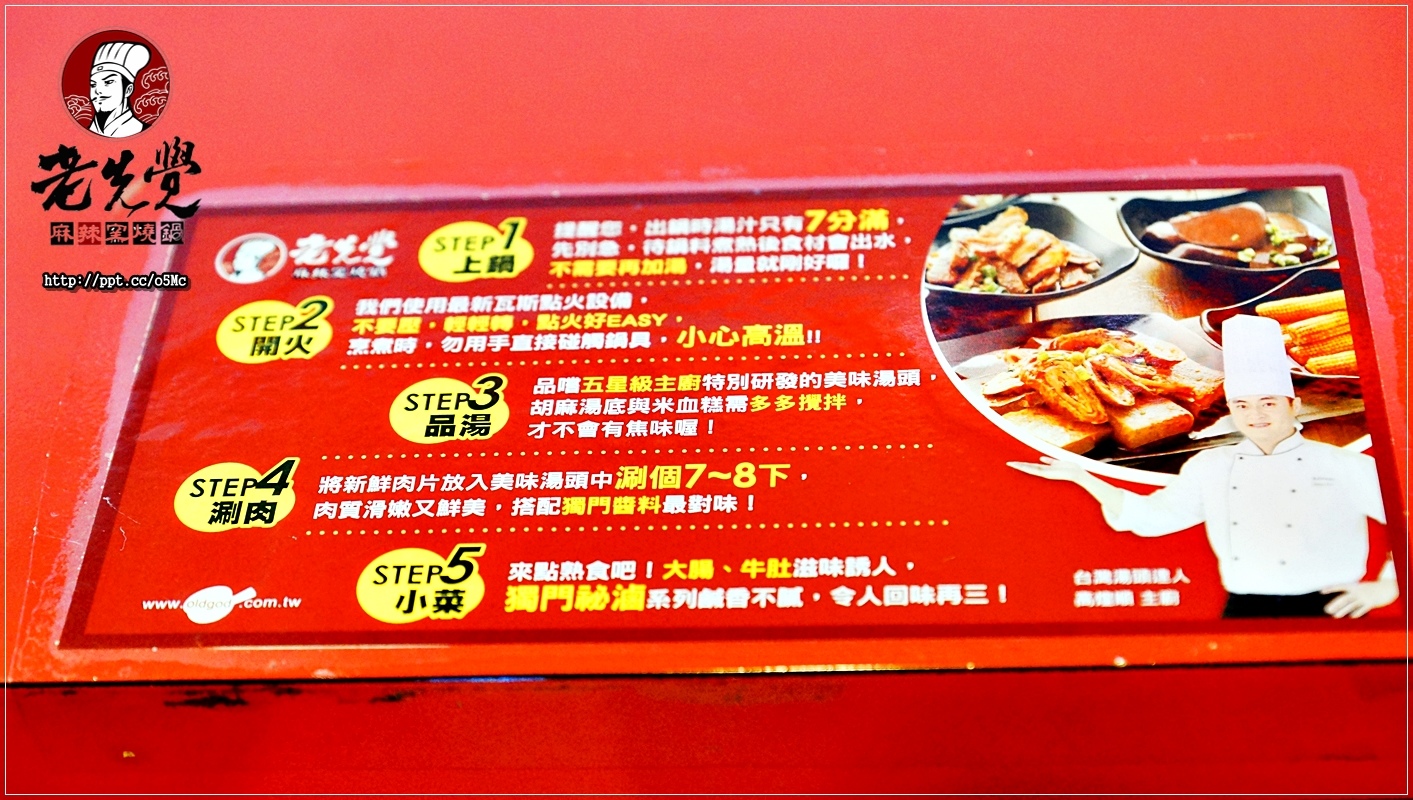 老先覺
麻辣窯燒鍋
http://ppt.cc/o5Mc
老先覺
麻辣窯燒鍋
STEP1
上鍋
提醒您，出鍋時湯汁只有7分滿，
先別急，待鍋料煮熟後食材會出水，
不需要再加湯，湯量就剛好喔！
STEP2
開火
我們使用最新瓦斯點火設備，
不要壓，輕輕轉，點火好EASY，
烹煮時，勿用手直接碰觸鍋具，小心高溫!!
STEP3
品湯
品嚐五星級主廚特別研發的美味湯頭，
胡麻湯底與米血糕需多多攪拌，
才不會有焦味喔！
STEP4
涮肉
將新鮮肉片放入美味湯頭中涮個7~8下，
肉質滑嫩又鮮美，搭配獨門醬料最對味！
STEP5
小菜
來點熱食吧！大腸、牛肚滋味誘人，
獨門祕滷系列鹹香不膩，令人回味再三！
www.oldgod.com.tw
台灣湯頭達人
主廚